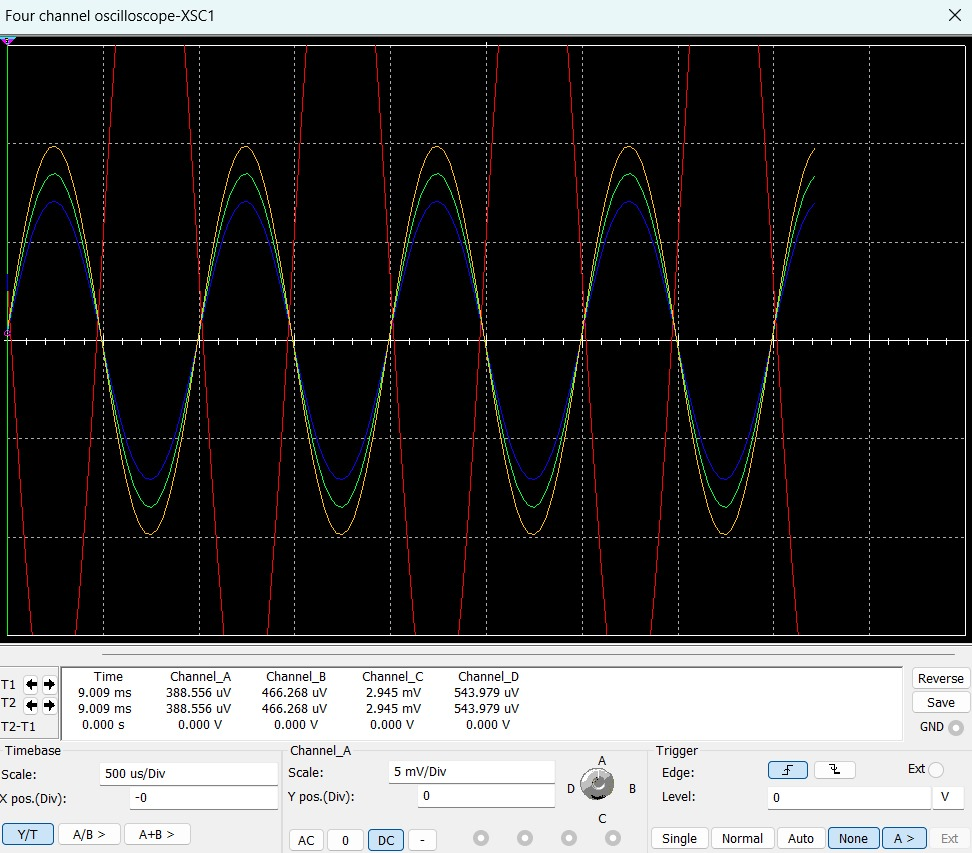 Four channel oscilloscope-XSC1
Time Channel_A Channel_B Channel_C Channel_D
T1 9.009 ms 388.556 uV 466.268 uV 2.945 mV 543.979 uV
T2 9.009 ms 388.556 uV 466.268 uV 2.945 mV 543.979 uV
T2-T1 0.000 s 0.000 V 0.000 V 0.000 V 0.000 V
Reverse
Save
GND
Timebase
Scale: 500 us/Div
X pos.(Div): -0
Y/T A/B > A+B >
Channel_A
Scale: 5 mV/Div
Y pos.(Div): 0
AC 0 DC -
A
D B
C
Trigger
Edge: Ext
Level: 0 V
Single Normal Auto None A > Ext